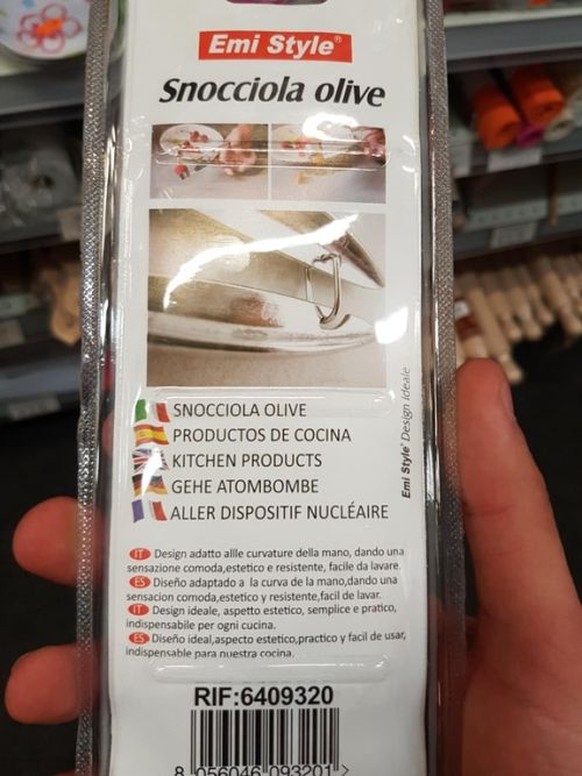 Emi Style®
Snocciola olive
SNOCCIOLA OLIVE
PRODUCTOS DE COCINA
KITCHEN PRODUCTS
GEHE ATOMBOMBE
ALLER DISPOSITIF NUCLÉAIRE
Emi Style® Design Ideale
IT Design adatto allle curvature della mano, dando una
sensazione comoda,estetico e resistente, facile da lavare.
ES Diseño adaptado a la curva de la mano,dando una
sensacion comoda,estetico y resistente,facil de lavar.
IT Design ideale, aspetto estetico, semplice e pratico,
indispensabile per ogni cucina.
ES Diseño ideal,aspecto estetico,practico y facil de usar,
indispensable para nuestra cocina.
RIF:6409320
8 056046 093201 >